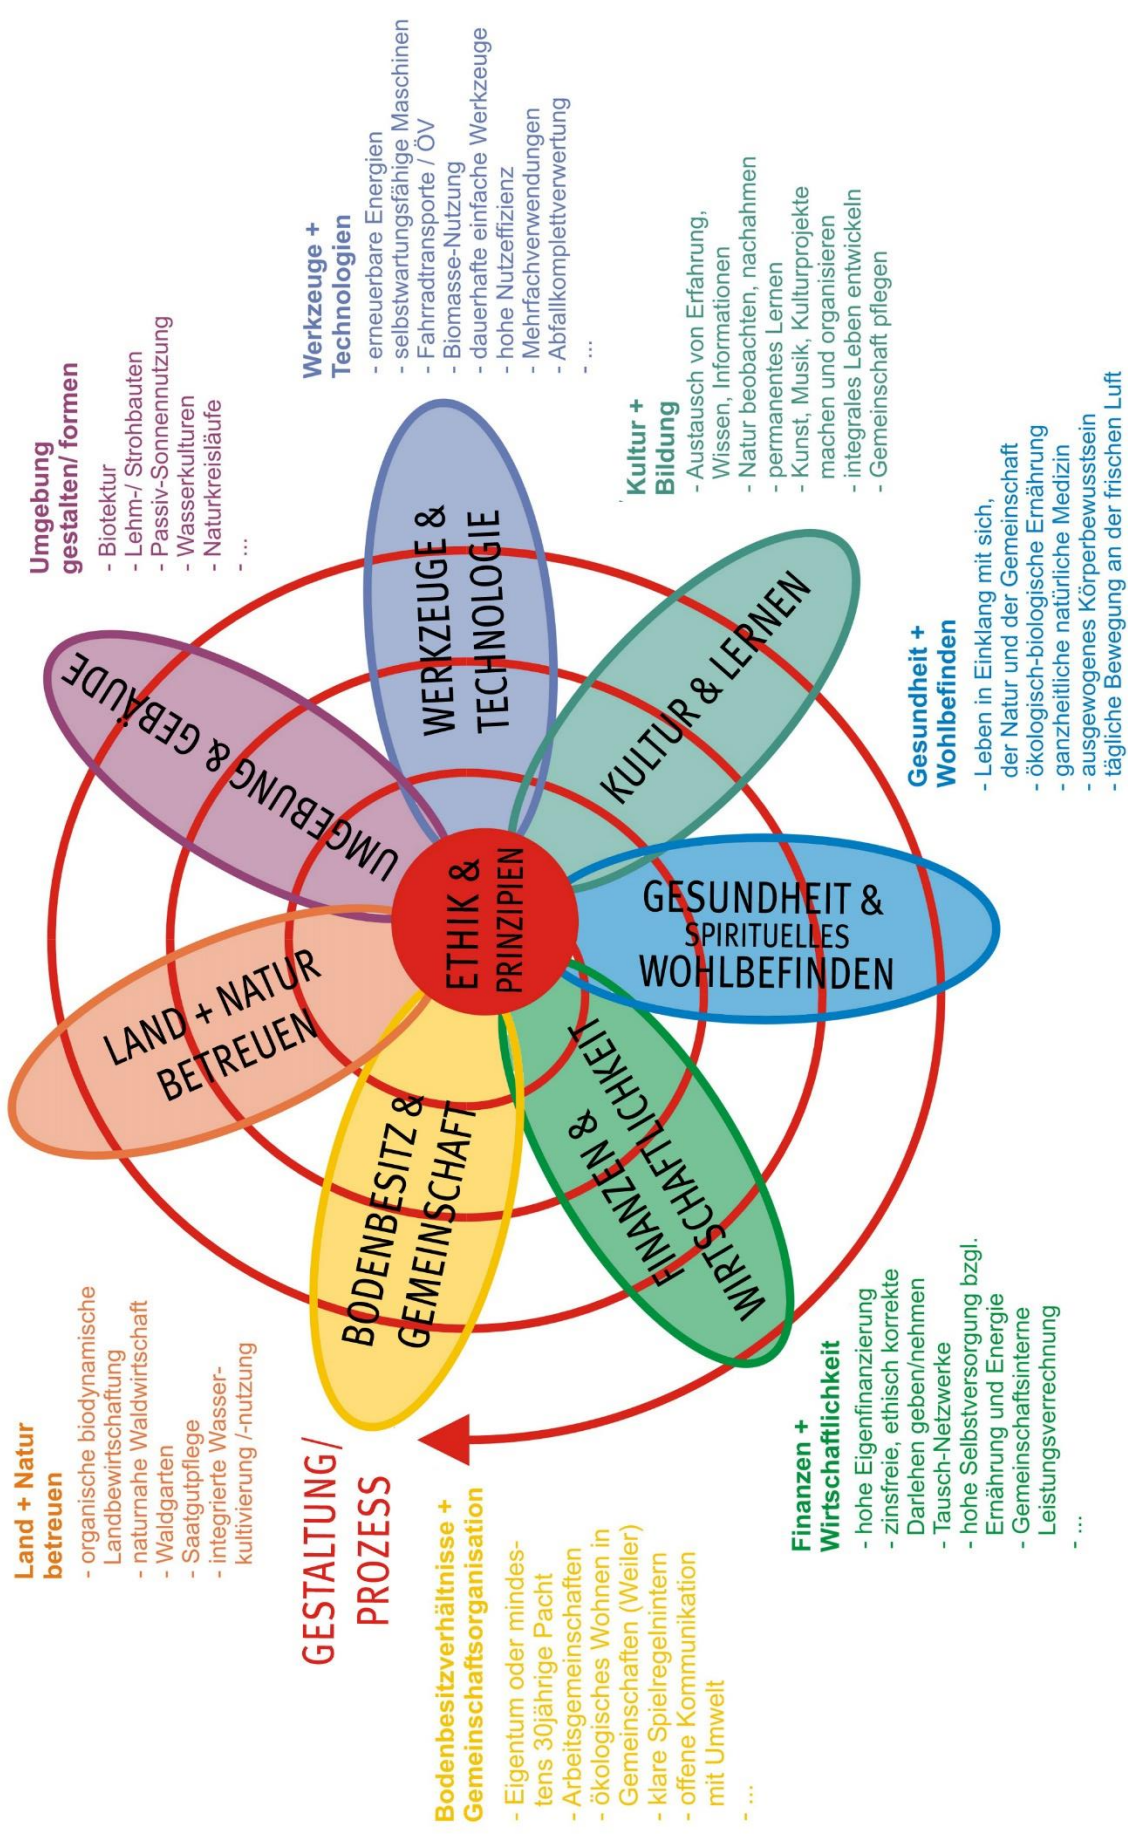 Land + Natur
betreuen
- organische biodynamische
Landbewirtschaftung
- naturnahe Waldwirtschaft
- Waldgarten
- Saatgutpflege
- integrierte Wasser-
kultivierung /-nutzung
Umgebung
gestalten/ formen
- Biotektur
- Lehm-/ Strohbauten
- Passiv-Sonnennutzung
- Wasserkulturen
- Naturkreisläufe
- ...
Werkzeuge +
Technologien
- erneuerbare Energien
- selbstwartungsfähige Maschinen
- Fahrradtransporte / ÖV
- Biomasse-Nutzung
- dauerhafte einfache Werkzeuge
- hohe Nutzeffizienz
- Mehrfachverwendungen
- Abfallkomplettverwertung
- ...
Kultur +
Bildung
- Austausch von Erfahrung,
Wissen, Informationen
- Natur beobachten, nachahmen
- permanentes Lernen
- Kunst, Musik, Kulturprojekte
machen und organisieren
- integrales Leben entwickeln
- Gemeinschaft pflegen
Gesundheit +
Wohlbefinden
- Leben in Einklang mit sich,
der Natur und der Gemeinschaft
- ökologisch-biologische Ernährung
- ganzheitliche natürliche Medizin
- ausgewogenes Körperbewusstsein
- tägliche Bewegung an der frischen Luft
Finanzen +
Wirtschaftlichkeit
- hohe Eigenfinanzierung
- zinsfreie, ethisch korrekte
Darlehen geben/nehmen
- Tausch-Netzwerke
- hohe Selbstversorgung bzgl.
Ernährung und Energie
- Gemeinschaftsinterne
Leistungsverrechnung
- ...
Bodenbesitzverhältnisse +
Gemeinschaftsorganisation
- Eigentum oder mindes-
tens 30jährige Pacht
- Arbeitsgemeinschaften
- ökologisches Wohnen in
Gemeinschaften (Weiler)
- klare Spielregelnintern
- offene Kommunikation
mit Umwelt
- ...
GESTALTUNG/
PROZESS
LAND + NATUR
BETREUEN
UMGEBUNG & GEBÄUDE
WERKZEUGE &
TECHNOLOGIE
KULTUR & LERNEN
GESUNDHEIT &
SPIRITUELLES
WOHLBEFINDEN
FINANZEN &
WIRTSCHAFTLICHKEIT
BODENBESITZ &
GEMEINSCHAFT
ETHIK &
PRINZIPIEN